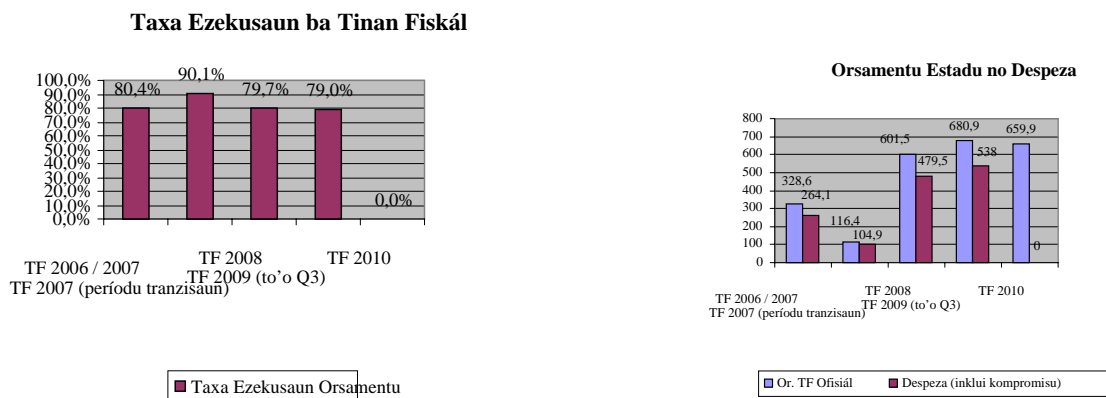 Taxa Ezekusaun ba Tinan Fiskál
100,0%
90,0%
80,0%
70,0%
60,0%
50,0%
40,0%
30,0%
20,0%
10,0%
0,0%
80,4%
90,1%
79,7%
79,0%
0,0%
TF 2006 / 2007
TF 2007 (períodu tranzisaun)
TF 2008
TF 2009 (to’o Q3)
TF 2010
Taxa Ezekusaun Orsamentu
Orsamentu Estadu no Despeza
800
700
600
500
400
300
200
100
0
328,6
264,1
116,4
104,9
601,5
479,5
680,9
538
659,9
0
TF 2006 / 2007
TF 2007 (períodu tranzisaun)
TF 2008
TF 2009 (to’o Q3)
TF 2010
Or. TF Ofisiál
Despeza (inklui kompromisu)